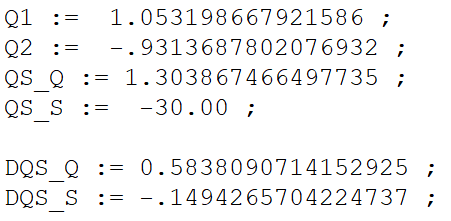 Q1 := 1.053198667921586 ;
Q2 := -.9313687802076932 ;
QS_Q := 1.303867466497735 ;
QS_S := -30.00 ;
DQS_Q := 0.5838090714152925 ;
DQS_S := -.1494265704224737 ;